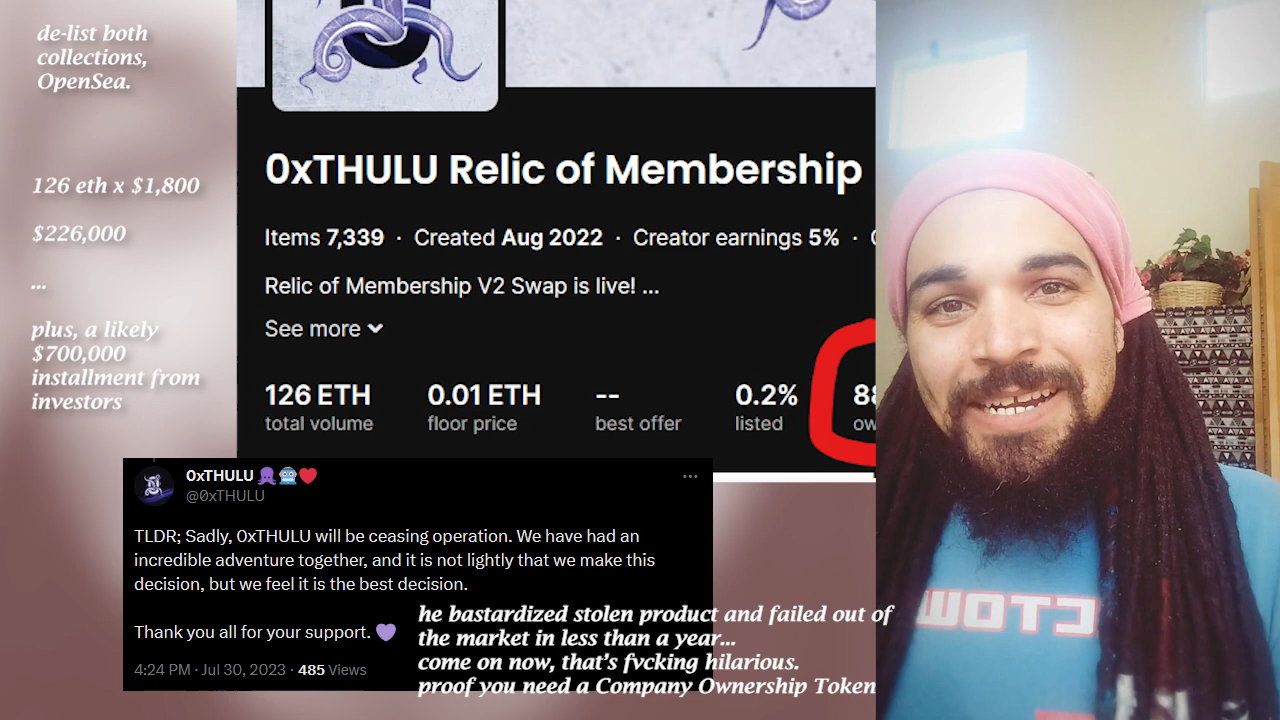 de-list both
collections,
OpenSea.
126 eth x $1,800
$226,000
...
plus, a likely
$700,000
installment from
investors
0xTHULU Relic of Membership
Items 7,339 · Created Aug 2022 · Creator earnings 5% ·
Relic of Membership V2 Swap is live! ...
See more
126 ETH 0.01 ETH -- 0.2%
total volume floor price best offer listed
0xTHULU
@0xTHULU
TLDR; Sadly, 0xTHULU will be ceasing operation. We have had an
incredible adventure together, and it is not lightly that we make this
decision, but we feel it is the best decision.
Thank you all for your support. 💜
4:24 PM · Jul 30, 2023 · 485 Views
he bastardized stolen product and failed out of
the market in less than a year...
come on now, that's fvcking hilarious.
proof you need a Company Ownership Token